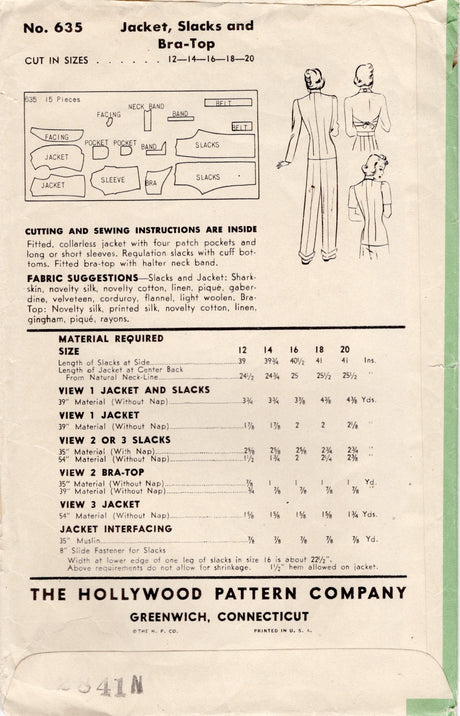 No. 635 Jacket, Slacks and
Bra-Top
CUT IN SIZES . . . . . . 12—14—16—18—20
635 15 Pieces
NECK BAND
BELT
FACING
BAND
BELT
FACING
POCKET POCKET BAND
SLACKS
JACKET
JACKET
SLEEVE
BRA
SLACKS
CUTTING AND SEWING INSTRUCTIONS ARE INSIDE
Fitted, collarless jacket with four patch pockets and
long or short sleeves. Regulation slacks with cuff bot-
toms. Fitted bra-top with halter neck band.
FABRIC SUGGESTIONS—Slacks and Jacket: Shark-
skin, novelty silk, novelty cotton, linen, piqué, gaber-
dine, velveteen, corduroy, flannel, light woolen. Bra-
Top: Novelty silk, printed silk, novelty cotton, linen,
gingham, piqué, rayons.
MATERIAL REQUIRED
SIZE 12 14 16 18 20
Length of Slacks at Side 39 39¾ 40½ 41 41 Ins.
Length of Jacket at Center Back
From Natural Neck-Line 24½ 24¾ 25 25½ 25½ "
VIEW 1 JACKET AND SLACKS
39" Material (Without Nap) 3¾ 3¾ 3⅞ 4⅜ 4⅜ Yds.
VIEW 1 JACKET
39" Material (Without Nap) 1⅞ 1⅞ 2 2 2⅛ "
VIEW 2 OR 3 SLACKS
35" Material (With Nap) 2⅝ 2⅝ 2⅝ 2¾ 2¾ "
54" Material (Without Nap) 1½ 1¾ 2 2¼ 2⅜ "
VIEW 2 BRA-TOP
35" Material (Without Nap) ⅞ 1 1 1 1 Yd.
39" Material (Without Nap) ¾ ⅞ ⅞ ⅞ ⅞ "
VIEW 3 JACKET
54" Material (Without Nap) 1⅝ 1⅝ 1⅝ 1⅝ 1¾ Yds.
JACKET INTERFACING
35" Muslin ⅞ ⅞ ⅞ ⅞ ⅞ Yd.
8" Slide Fastener for Slacks
Width at lower edge of one leg of slacks in size 16 is about 22½".
Above requirements do not allow for shrinkage. 1½" hem allowed on jacket.
THE HOLLYWOOD PATTERN COMPANY
GREENWICH, CONNECTICUT
©THE H. P. CO. PRINTED IN U. S. A.